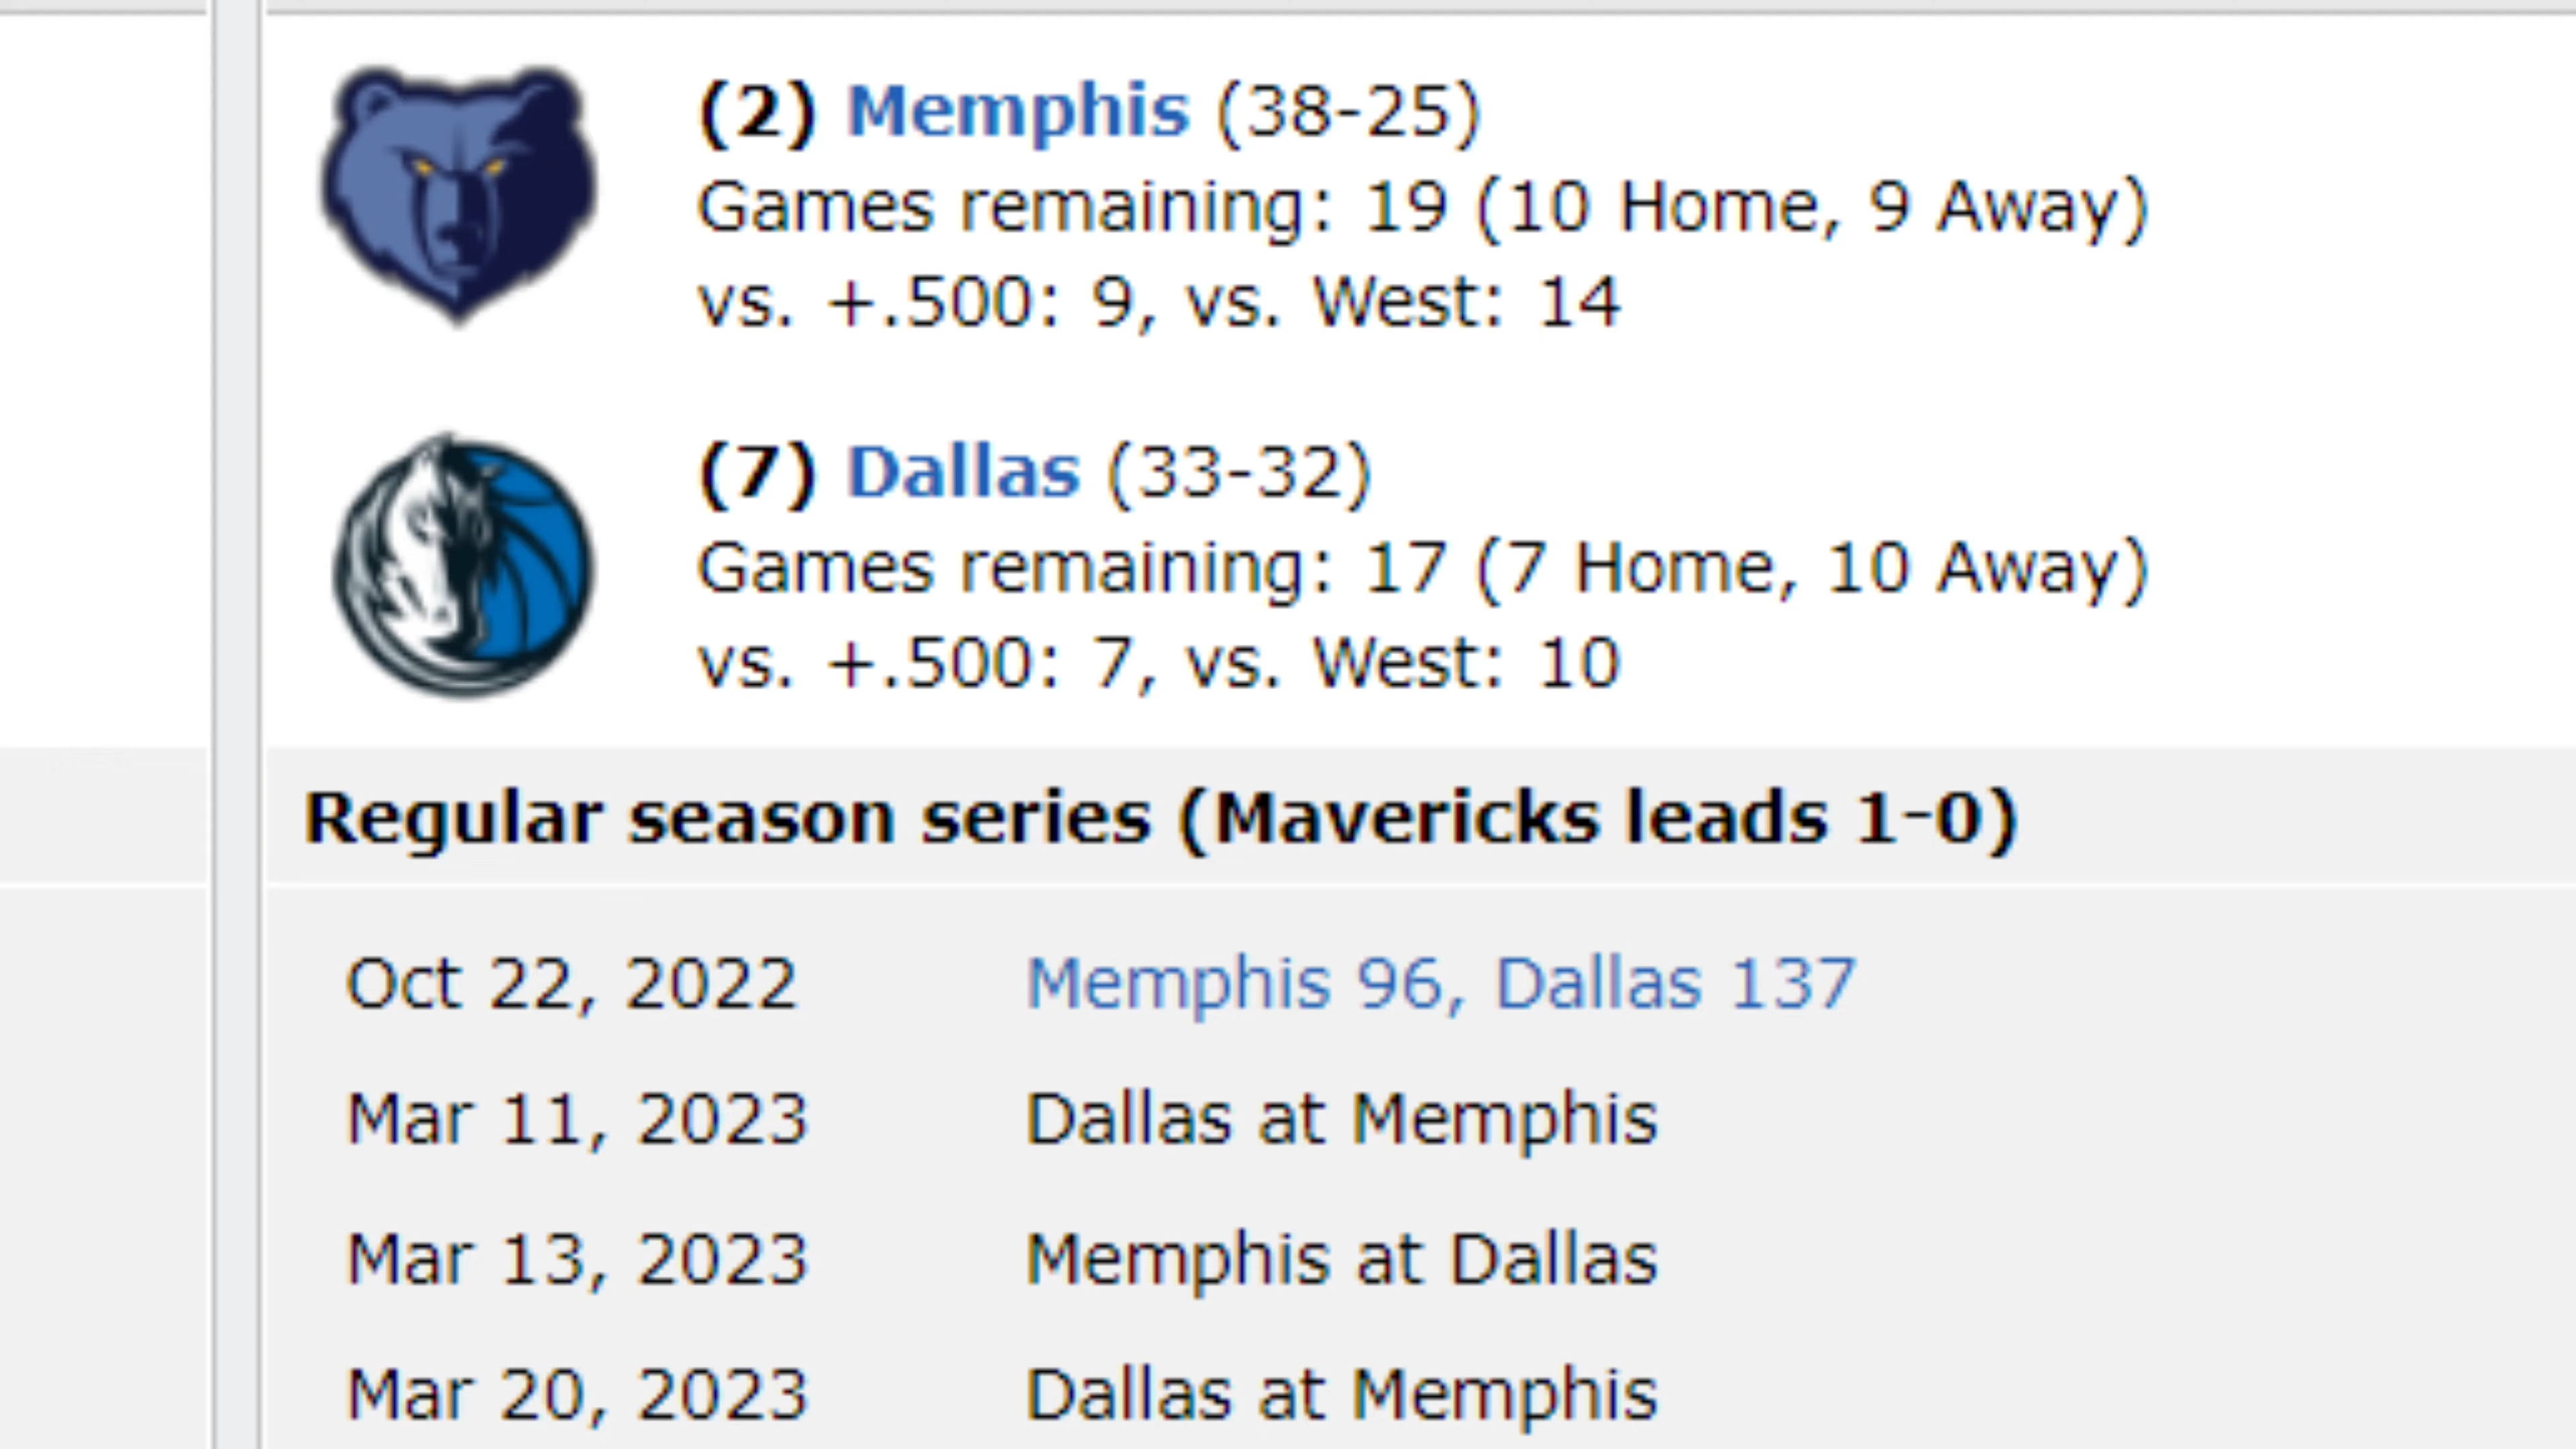 (2) Memphis (38-25)
Games remaining: 19 (10 Home, 9 Away)
vs. +.500: 9, vs. West: 14
(7) Dallas (33-32)
Games remaining: 17 (7 Home, 10 Away)
vs. +.500: 7, vs. West: 10
Regular season series (Mavericks leads 1-0)
Oct 22, 2022 Memphis 96, Dallas 137
Mar 11, 2023 Dallas at Memphis
Mar 13, 2023 Memphis at Dallas
Mar 20, 2023 Dallas at Memphis